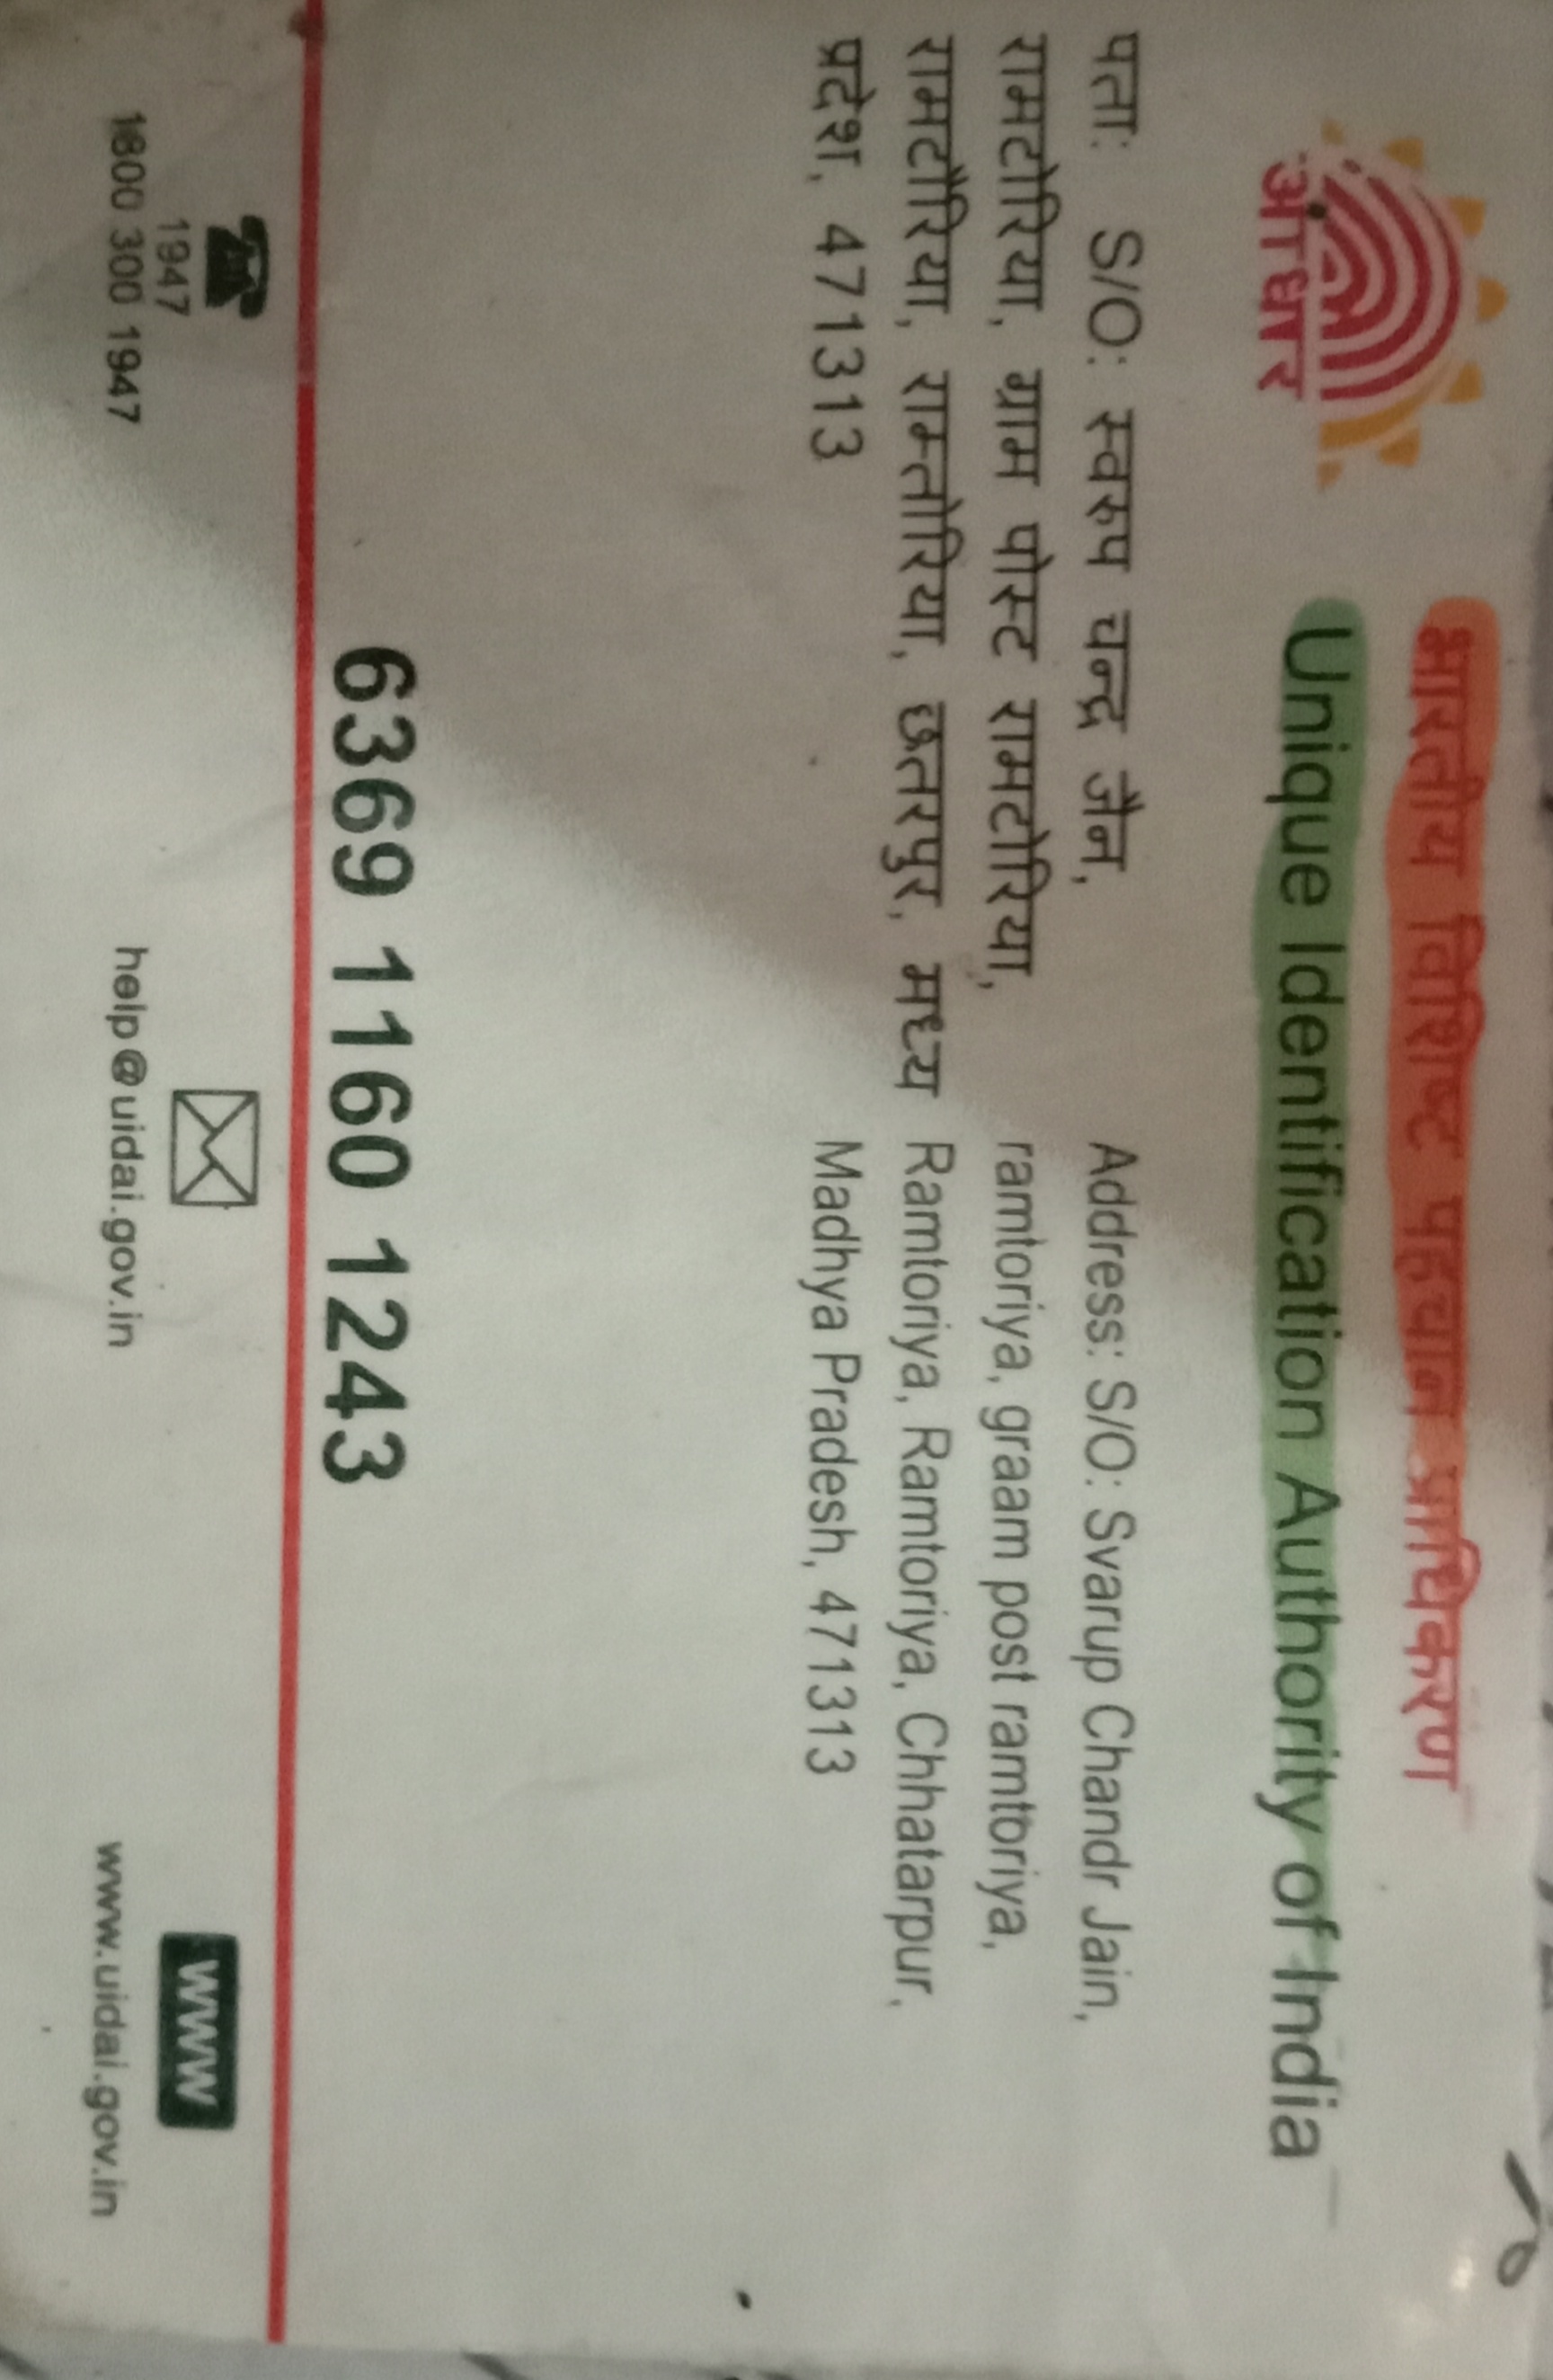 भारतीय विशिष्ट पहचान प्राधिकरण
Unique Identification Authority of India
आधार
पता: S/O: स्वरुप चन्द्र जैन,
रामटोरिया, ग्राम पोस्ट रामटोरिया,
रामटौरिया, राम्तोरिया, छतरपुर, मध्य
प्रदेश, 471313
Address: S/O: Svarup Chandr Jain,
ramtoriya, graam post ramtoriya,
Ramtoriya, Ramtoriya, Chhatarpur,
Madhya Pradesh, 471313
6369 1160 1243
1947
1800 300 1947
help@uidai.gov.in
www
www.uidai.gov.in